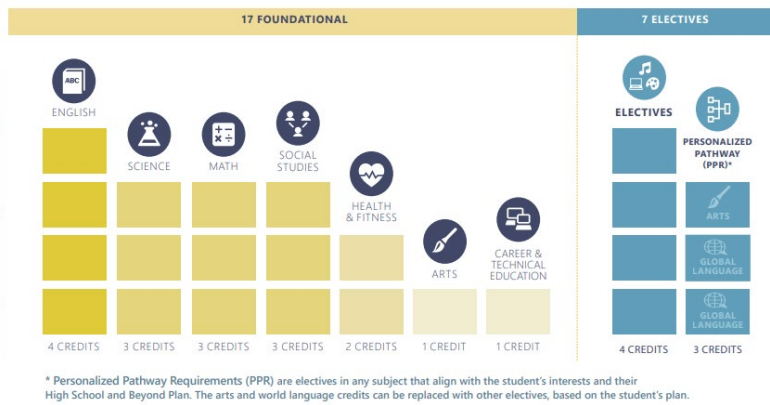 17 FOUNDATIONAL
7 ELECTIVES
ABC
ENGLISH
SCIENCE
MATH
SOCIAL
STUDIES
HEALTH
& FITNESS
ARTS
CAREER &
TECHNICAL
EDUCATION
ELECTIVES
PERSONALIZED
PATHWAY
(PPR)*
ARTS
GLOBAL
LANGUAGE
GLOBAL
LANGUAGE
4 CREDITS
3 CREDITS
3 CREDITS
3 CREDITS
2 CREDITS
1 CREDIT
1 CREDIT
4 CREDITS
3 CREDITS
* Personalized Pathway Requirements (PPR) are electives in any subject that align with the student's interests and their
High School and Beyond Plan. The arts and world language credits can be replaced with other electives, based on the student's plan.